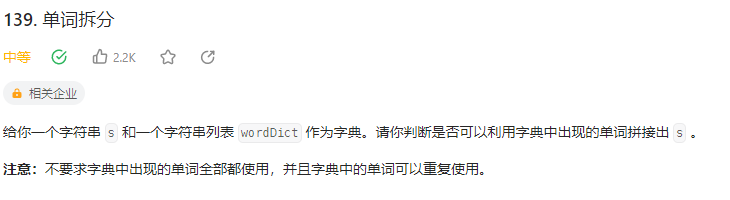 139. 单词拆分
中等 2.2K
相关企业
给你一个字符串 s 和一个字符串列表 wordDict 作为字典。请你判断是否可以利用字典中出现的单词拼接出 s 。
注意：不要求字典中出现的单词全部都使用，并且字典中的单词可以重复使用。